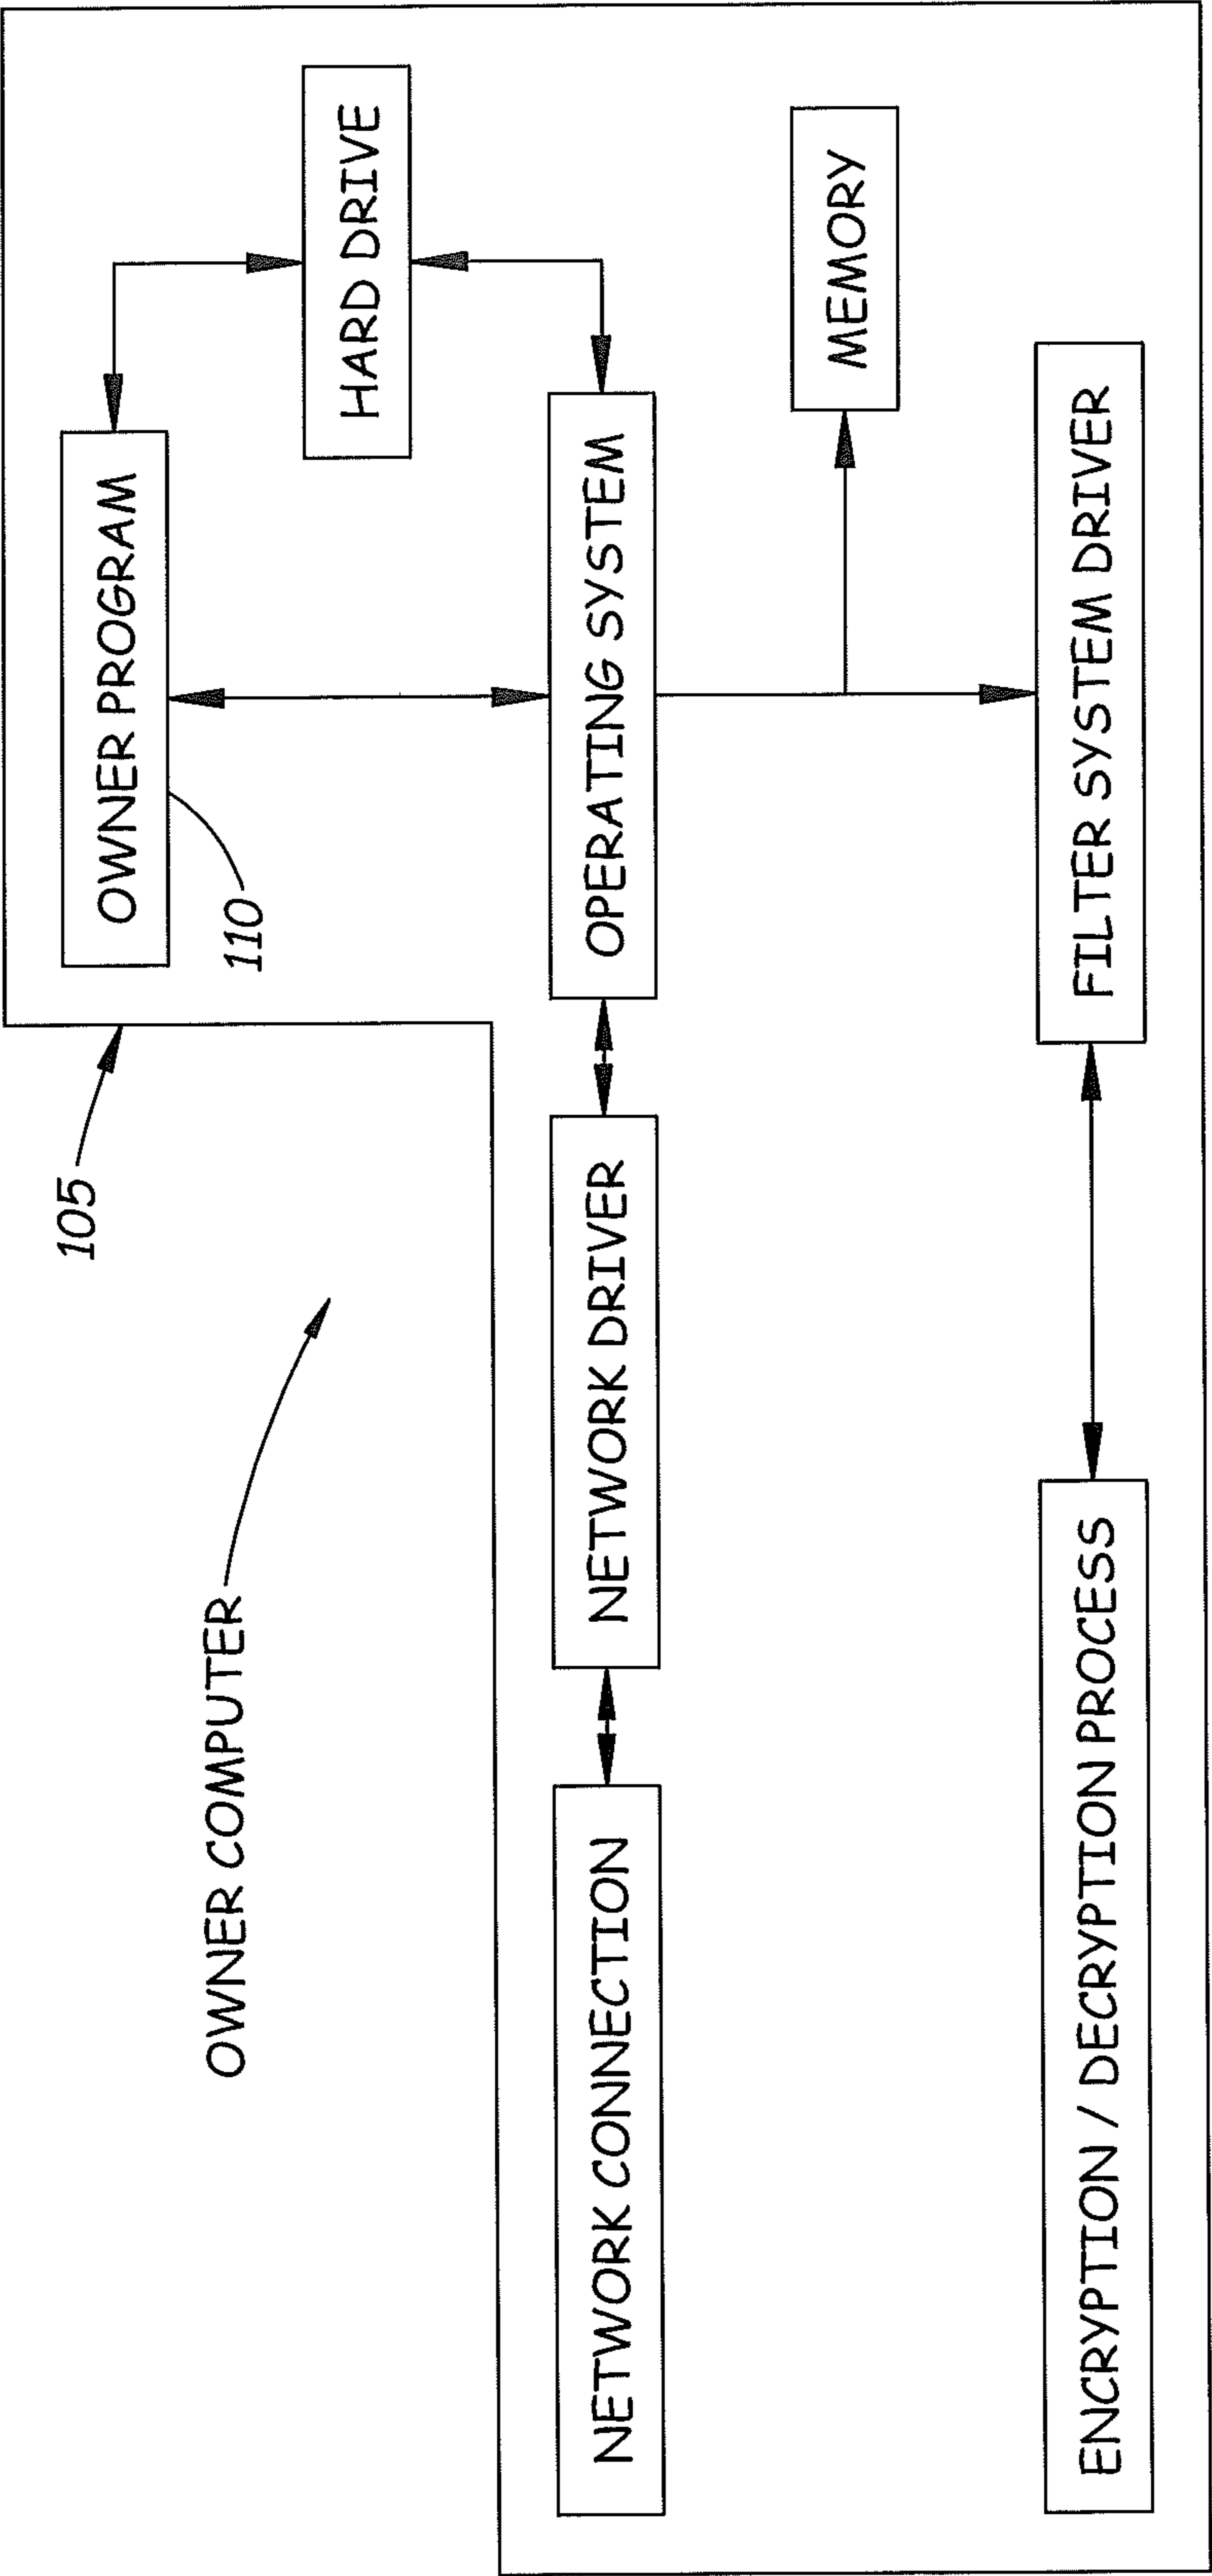 OWNER COMPUTER
105
OWNER PROGRAM
110
HARD DRIVE
NETWORK CONNECTION
NETWORK DRIVER
OPERATING SYSTEM
MEMORY
ENCRYPTION / DECRYPTION PROCESS
FILTER SYSTEM DRIVER